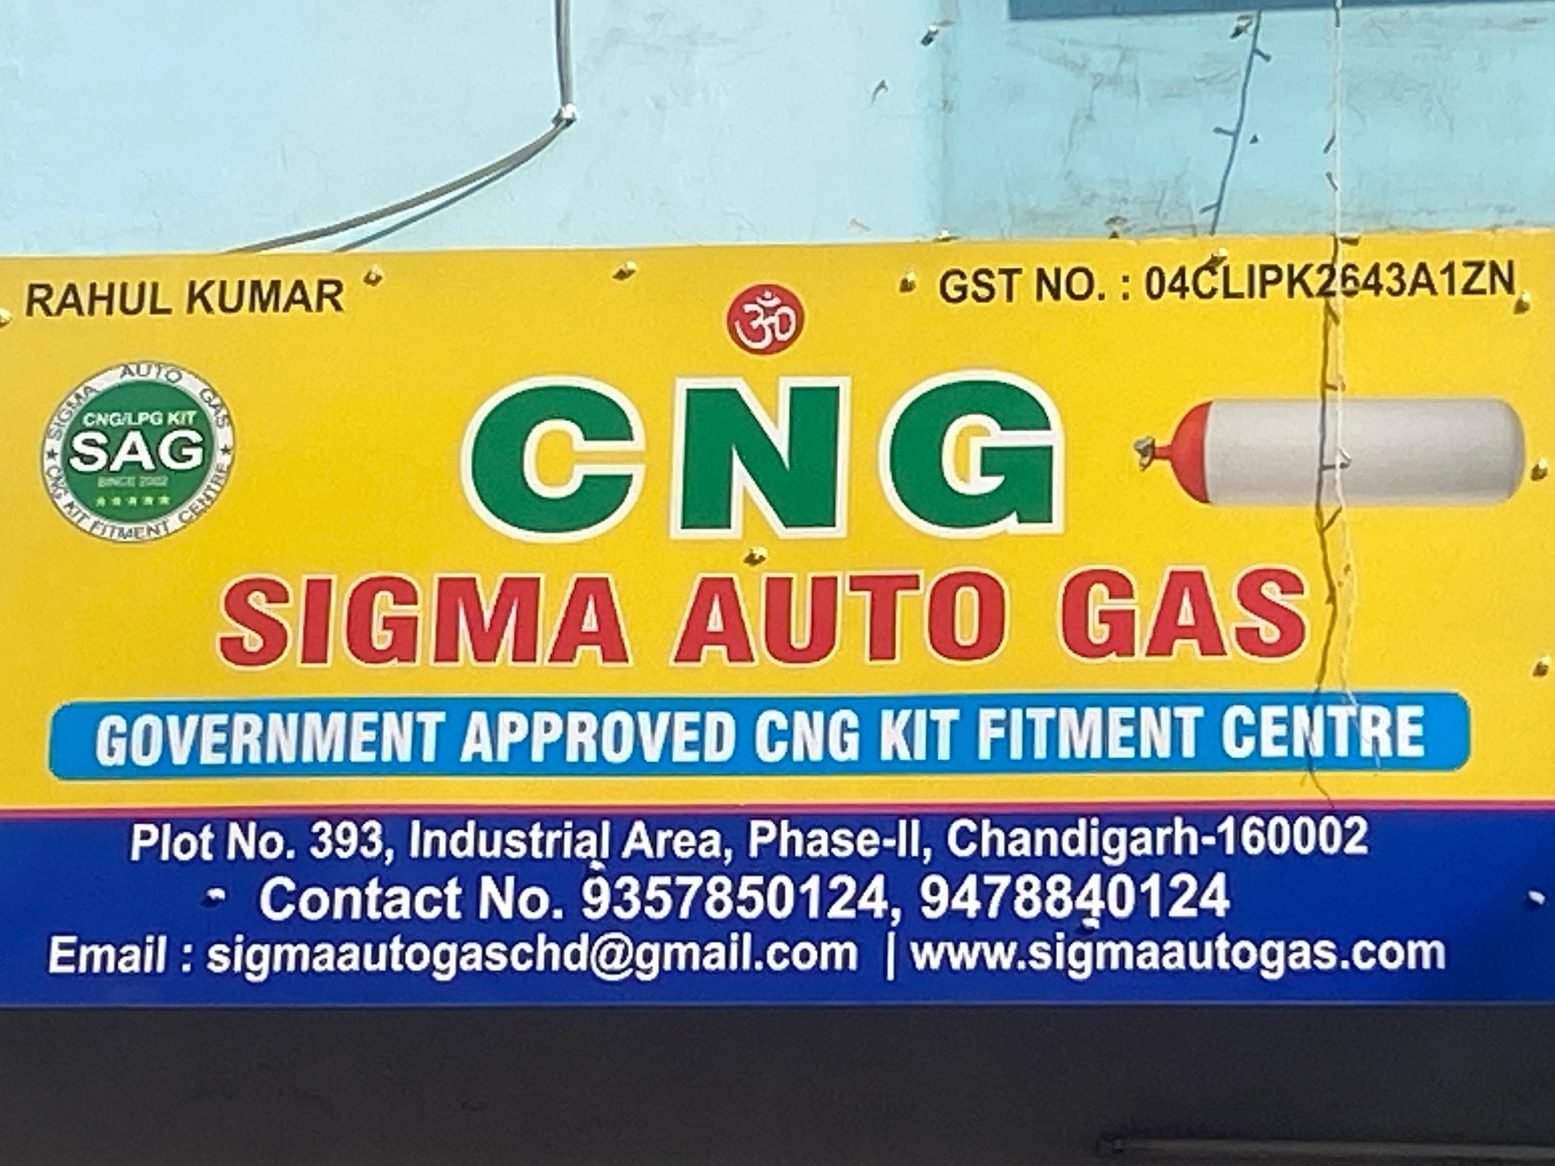 RAHUL KUMAR
GST NO. : 04CLIPK2643A1ZN
ॐ
SIGMA AUTO GAS
CNG/LPG KIT
SAG
SINCE 2002
★ CNG KIT FITMENT CENTRE ★
CNG
SIGMA AUTO GAS
GOVERNMENT APPROVED CNG KIT FITMENT CENTRE
Plot No. 393, Industrial Area, Phase-II, Chandigarh-160002
Contact No. 9357850124, 9478840124
Email : sigmaautogaschd@gmail.com | www.sigmaautogas.com